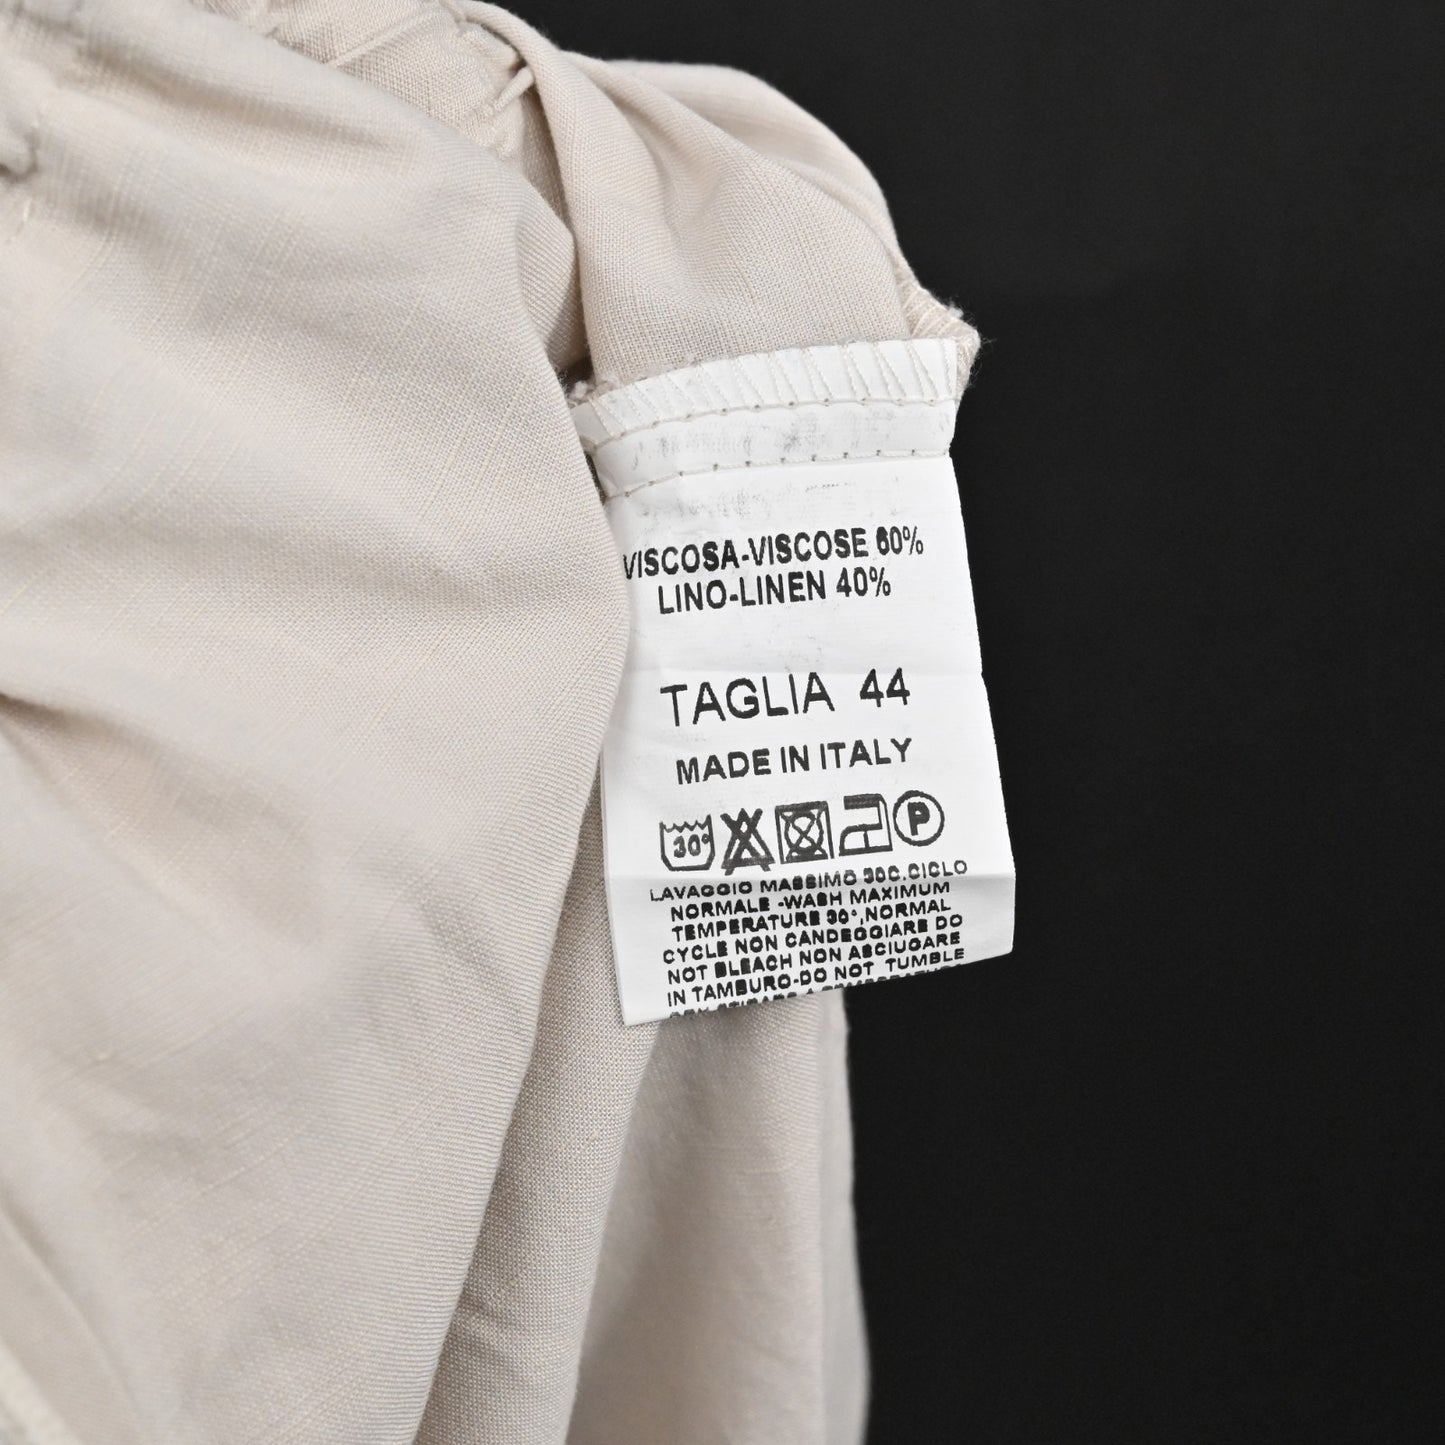 VISCOSA-VISCOSE 60%
LINO-LINEN 40%
TAGLIA 44
MADE IN ITALY
30°
P
LAVAGGIO MASSIMO 30C.CICLO
NORMALE -WASH MAXIMUM
TEMPERATURE 30°,NORMAL
CYCLE NON CANDEGGIARE DO
NOT BLEACH NON ASCIUGARE
IN TAMBURO-DO NOT TUMBLE